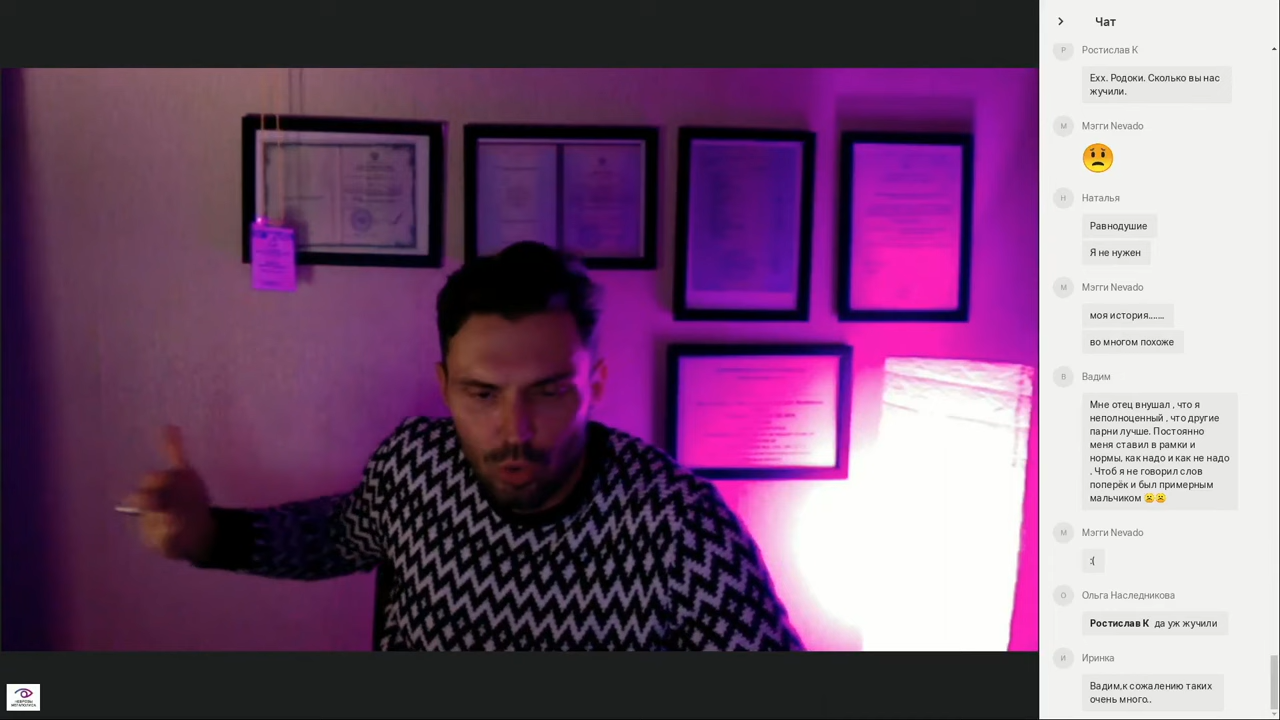 Чат
Ростислав К
Ехх. Родоки. Сколько вы нас
жучили.
Мэгги Nevado
Наталья
Равнодушие
Я не нужен
Мэгги Nevado
моя история......
во многом похоже
Вадим
Мне отец внушал , что я
неполноценный , что другие
парни лучше. Постоянно
меня ставил в рамки и
нормы, как надо и как не надо
. Чтоб я не говорил слов
поперёк и был примерным
мальчиком ☹️☹️
Мэгги Nevado
:(
Ольга Наследникова
Ростислав К да уж жучили
Иринка
Вадим,к сожалению таких
очень много..